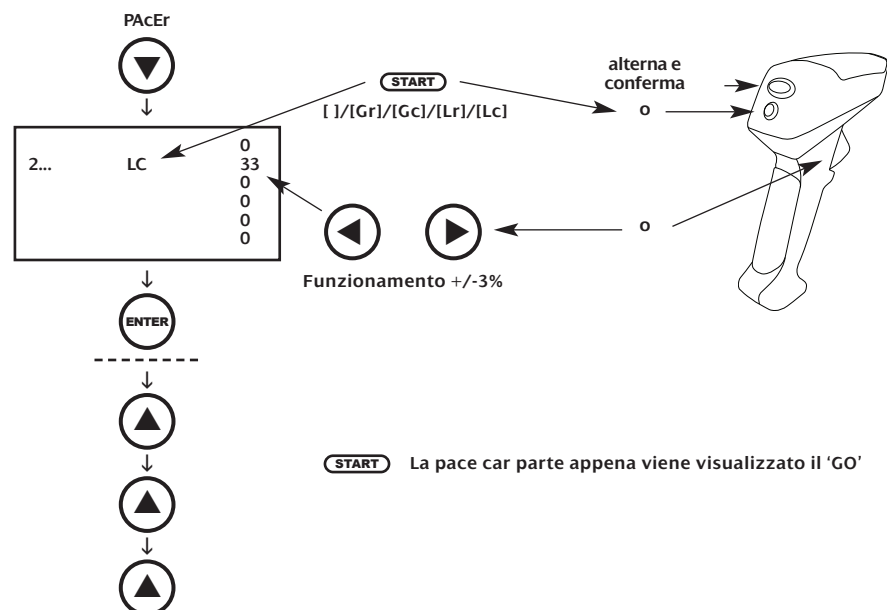 PAcEr
START
[ ]/[Gr]/[Gc]/[Lr]/[Lc]
alterna e
conferma
o
0
2... LC 33
0
0
0
0
o
Funzionamento +/-3%
ENTER
START La pace car parte appena viene visualizzato il ‘GO’